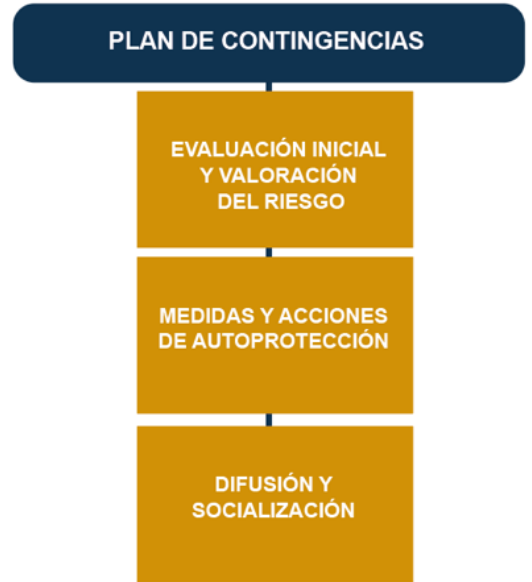 PLAN DE CONTINGENCIAS
EVALUACIÓN INICIAL
Y VALORACIÓN
DEL RIESGO
MEDIDAS Y ACCIONES
DE AUTOPROTECCIÓN
DIFUSIÓN Y
SOCIALIZACIÓN